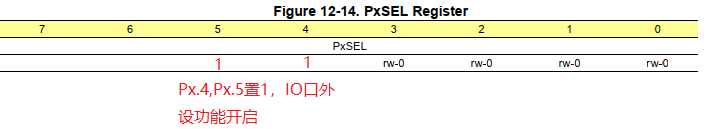 Figure 12-14. PxSEL Register
7 6 5 4 3 2 1 0
PxSEL
1 1 rw-0 rw-0 rw-0 rw-0
Px.4,Px.5置1，IO口外
设功能开启